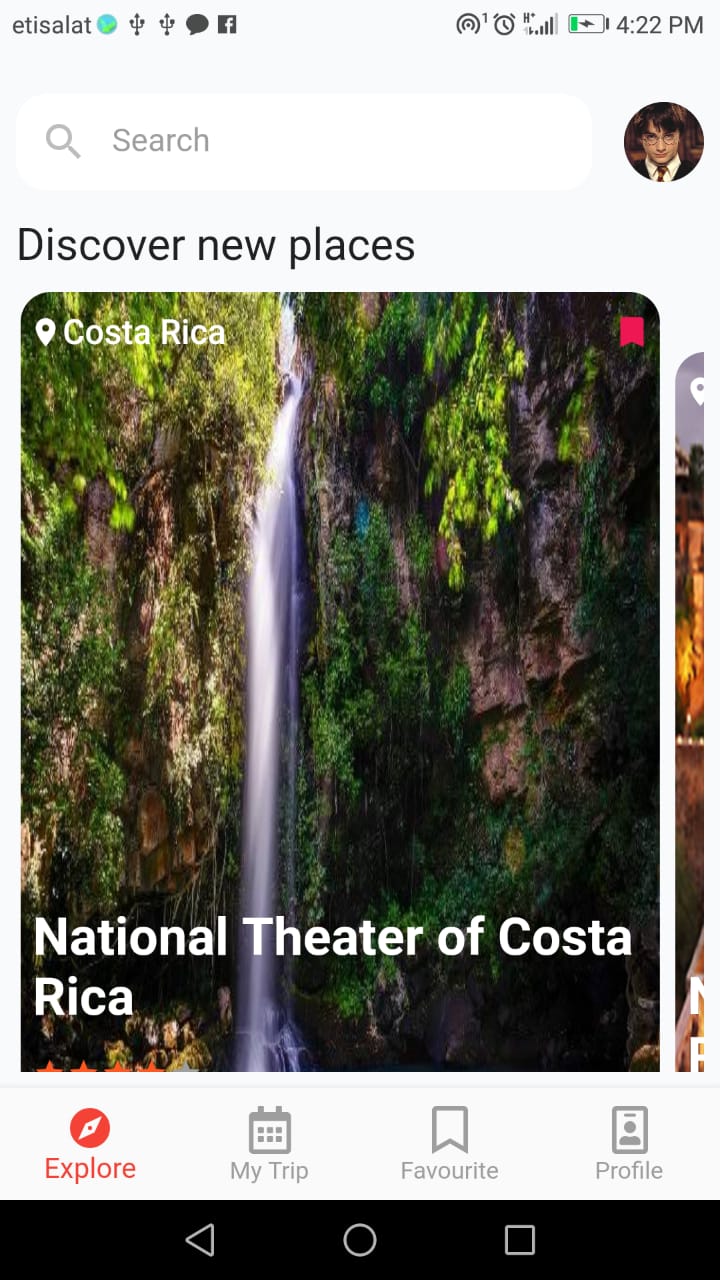 etisalat 4:22 PM
Search
Discover new places
Costa Rica
National Theater of Costa
Rica
Explore My Trip Favourite Profile